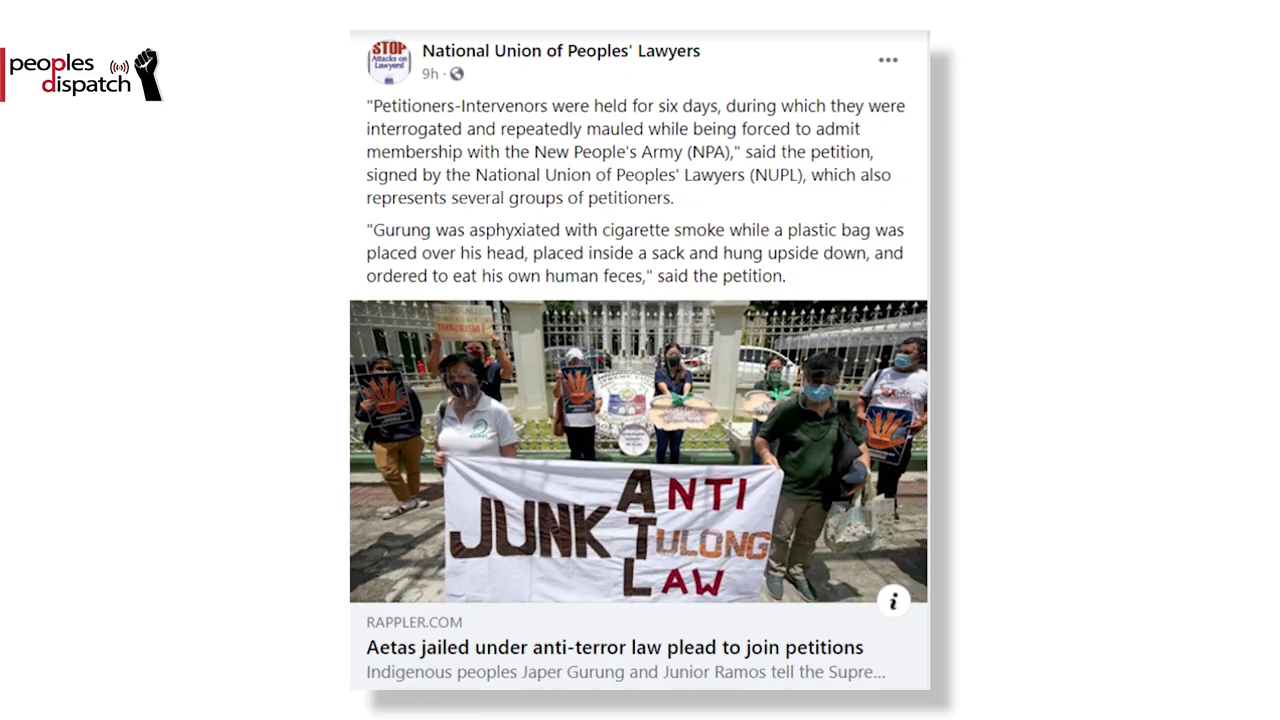 peoples
dispatch
STOP
Attacks on
Lawyers!
National Union of Peoples' Lawyers
9h
"Petitioners-Intervenors were held for six days, during which they were
interrogated and repeatedly mauled while being forced to admit
membership with the New People's Army (NPA)," said the petition,
signed by the National Union of Peoples' Lawyers (NUPL), which also
represents several groups of petitioners.
"Gurung was asphyxiated with cigarette smoke while a plastic bag was
placed over his head, placed inside a sack and hung upside down, and
ordered to eat his own human feces," said the petition.
TERRORISM!
JUNK ANTI
TULONG
LAW
RAPPLER.COM
Aetas jailed under anti-terror law plead to join petitions
Indigenous peoples Japer Gurung and Junior Ramos tell the Supre...